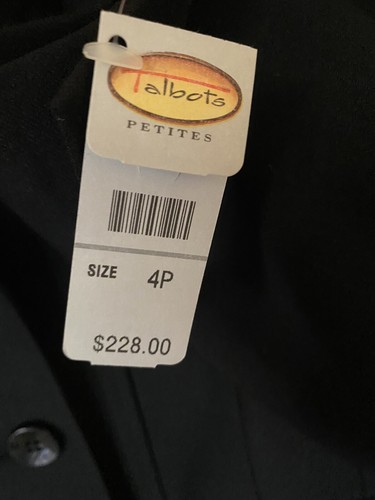 Talbots
PETITES
SIZE 4P
$228.00